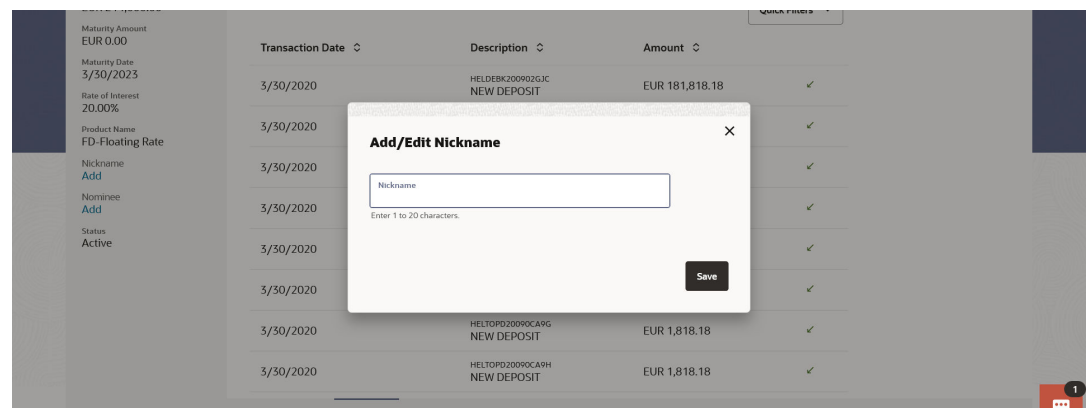 Quick Filters
Maturity Amount
EUR 0.00
Maturity Date
3/30/2023
Rate of Interest
20.00%
Product Name
FD-Floating Rate
Nickname
Add
Nominee
Add
Status
Active
Transaction Date Description Amount
3/30/2020 HELDEBK200902GJC
NEW DEPOSIT EUR 181,818.18
3/30/2020
3/30/2020
3/30/2020
3/30/2020
3/30/2020
3/30/2020 HELTOPD20090CA9G
NEW DEPOSIT EUR 1,818.18
3/30/2020 HELTOPD20090CA9H
NEW DEPOSIT EUR 1,818.18
Add/Edit Nickname
Nickname
Enter 1 to 20 characters.
Save
1